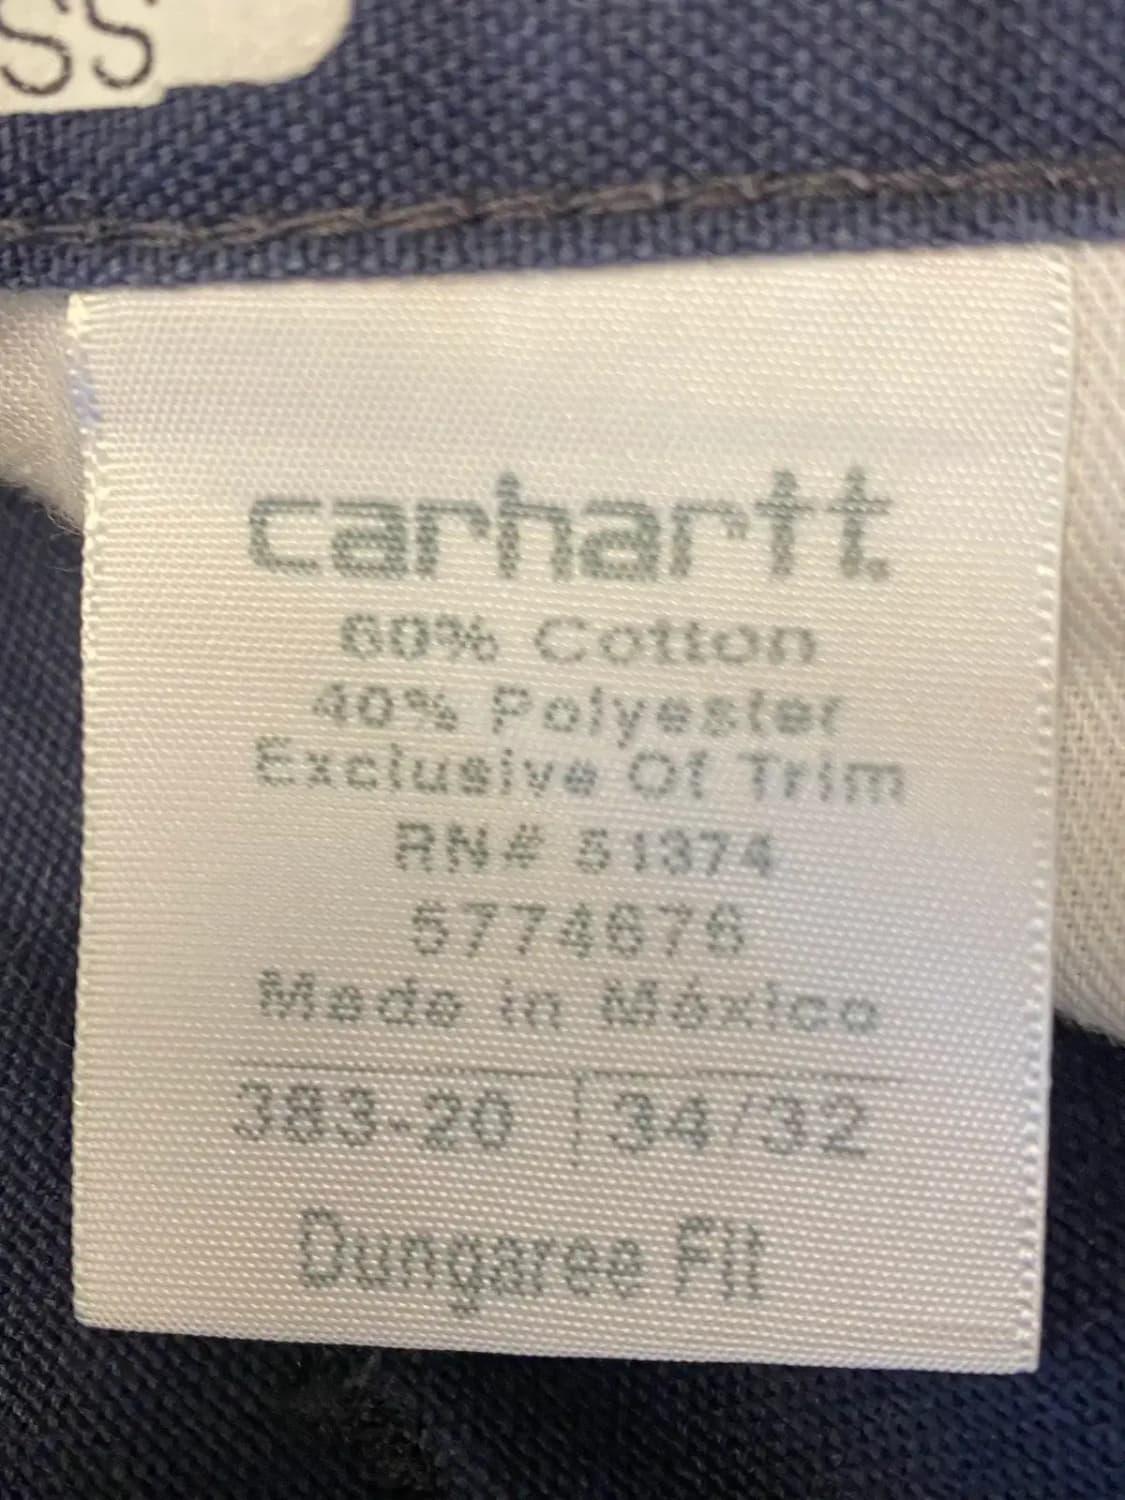 SS
carhartt.
60% Cotton
40% Polyester
Exclusive Of Trim
RN# 51374
5774676
Made in México
383-20 34/32
Dungaree Fit